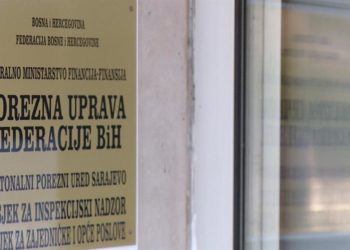 BOSNA I HERCEGOVINA
FEDERACIJA BOSNE I HERCEGOVINE
RALNO MINISTARSTVO FINANCIJA-FINANSIJA
OREZNA UPRAVA
EDERACIJE BiH
TONALNI POREZNI URED SARAJEVO
JEK ZA INSPEKCIJSKI NADZOR
JEK ZA ZAJEDNIČKE I OPĆE POSLOVE